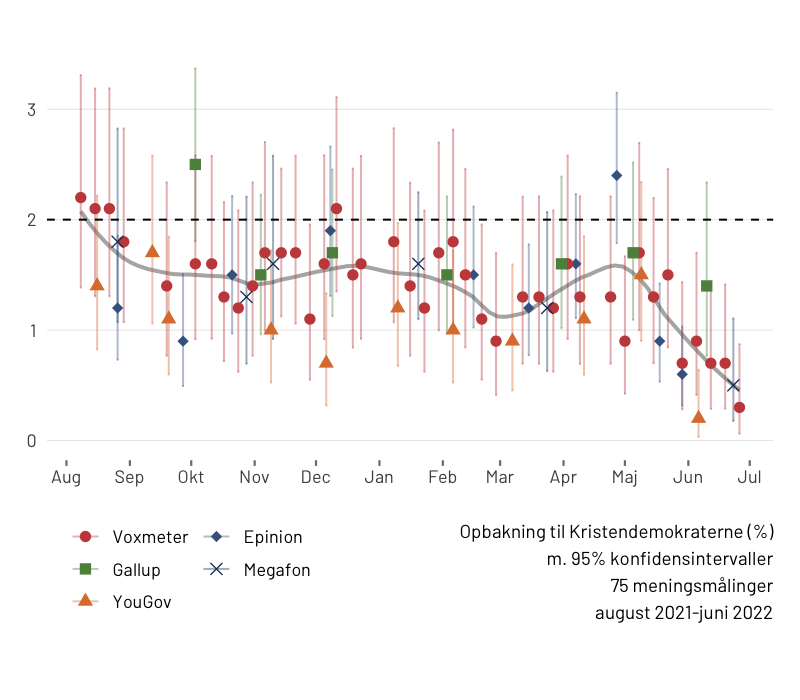 3
2
1
0
Aug Sep Okt Nov Dec Jan Feb Mar Apr Maj Jun Jul
Voxmeter Epinion
Gallup Megafon
YouGov
Opbakning til Kristendemokraterne (%)
m. 95% konfidensintervaller
75 meningsmålinger
august 2021-juni 2022